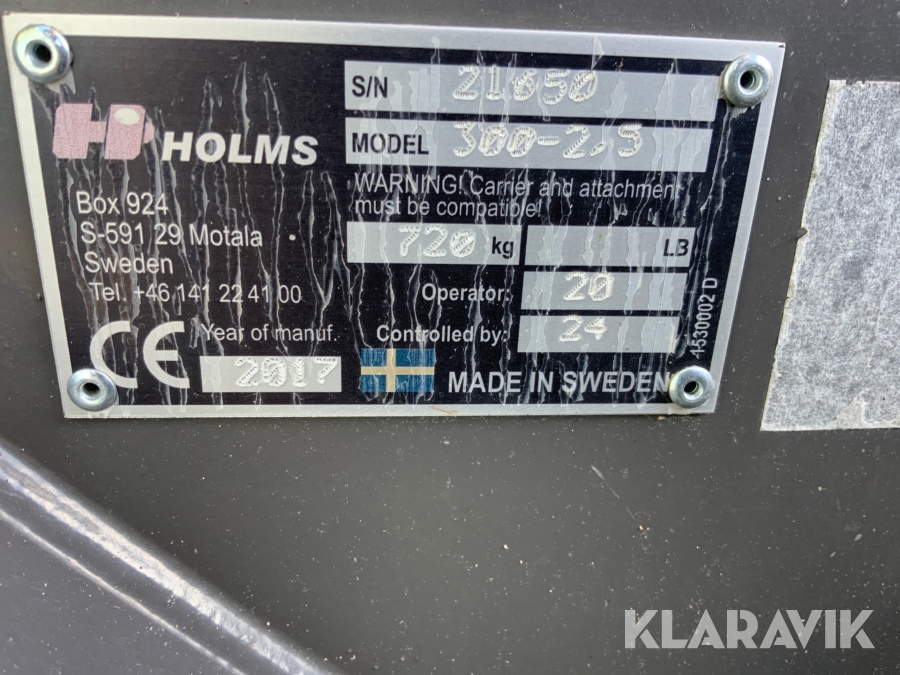 HOLMS
Box 924
S-591 29 Motala
Sweden
Tel. +46 141 22 41 00
CE
Year of manuf.
2017
S/N 21650
MODEL 300-2.5
WARNING! Carrier and attachment
must be compatible!
720 kg LB
Operator: 20
Controlled by: 24
MADE IN SWEDEN
4530002 D
KLARAVIK